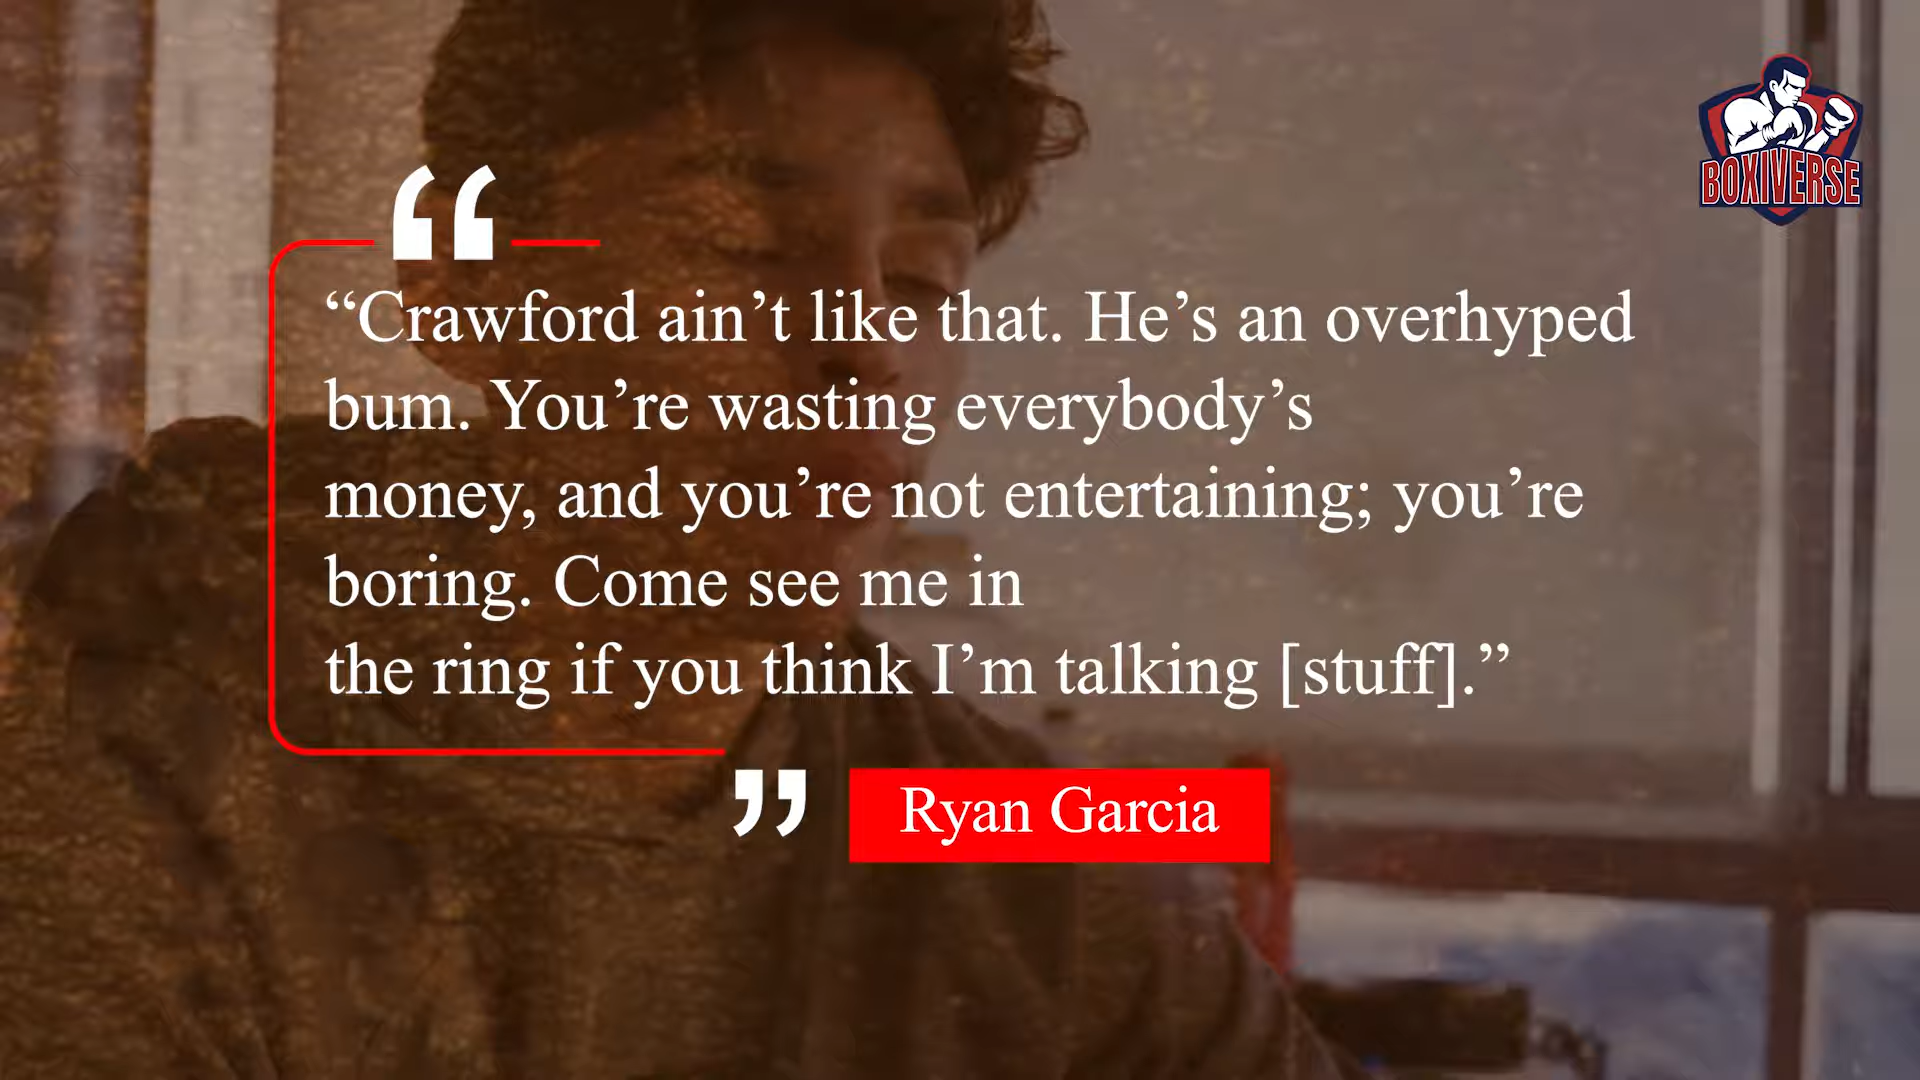 BOXIVERSE
“
“Crawford ain’t like that. He’s an overhyped
bum. You’re wasting everybody’s
money, and you’re not entertaining; you’re
boring. Come see me in
the ring if you think I’m talking [stuff].”
”
Ryan Garcia